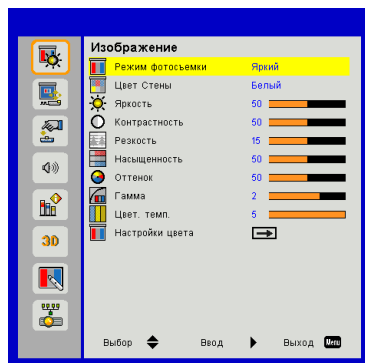 Изображение
Режим фотосъемки Яркий
Цвет Стены Белый
Яркость 50
Контрастность 50
Резкость 15
Насыщенность 50
Оттенок 50
Гамма 2
Цвет. темп. 5
Настройки цвета
3D
Выбор Ввод Выход Menu